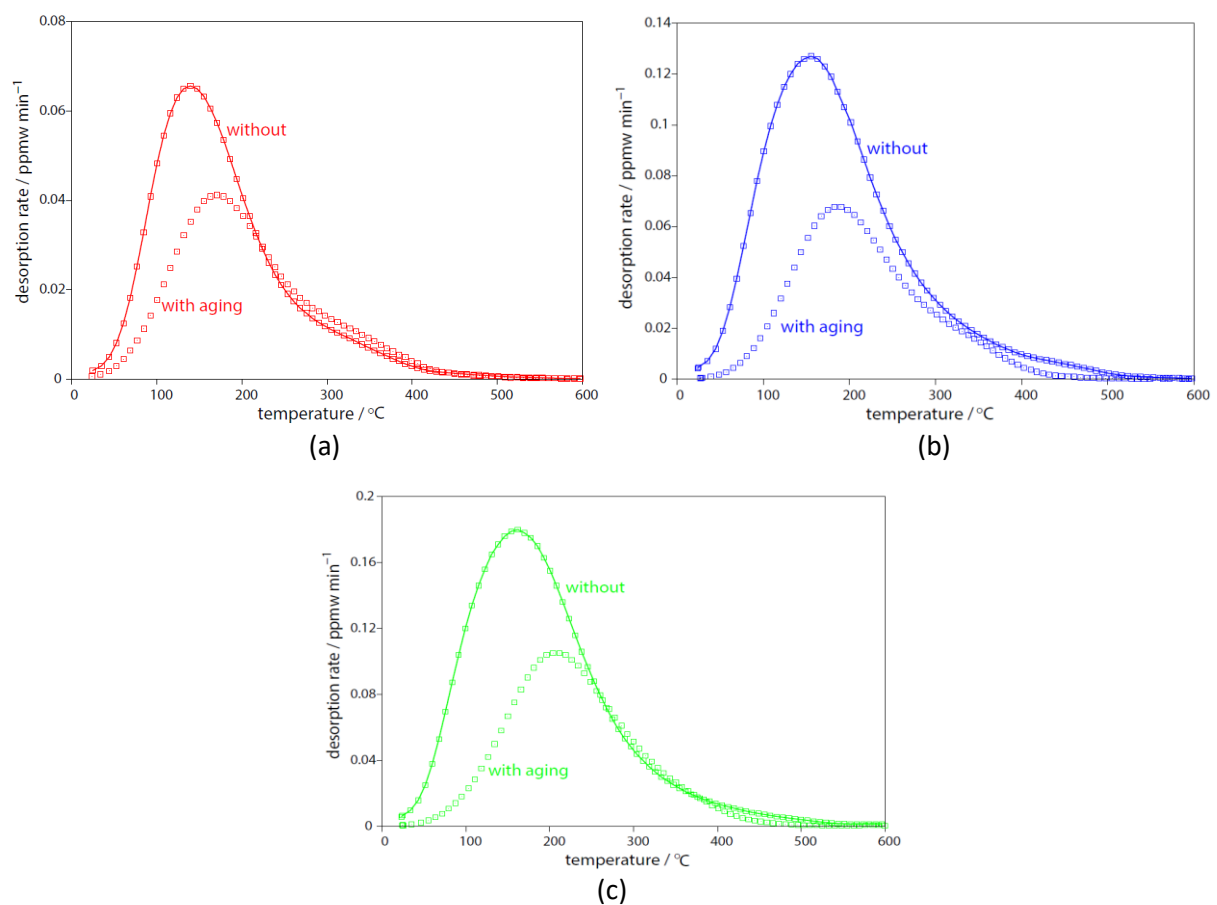 0.08
0.06
0.04
0.02
0
desorption rate / ppmw min⁻¹
without
with aging
0 100 200 300 400 500 600
temperature / °C
(a)
0.14
0.12
0.1
0.08
0.06
0.04
0.02
0
desorption rate / ppmw min⁻¹
without
with aging
0 100 200 300 400 500 600
temperature / °C
(b)
0.2
0.16
0.12
0.08
0.04
0
desorption rate / ppmw min⁻¹
without
with aging
0 100 200 300 400 500 600
temperature / °C
(c)